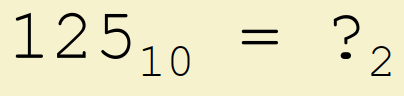 125₁₀ = ?₂